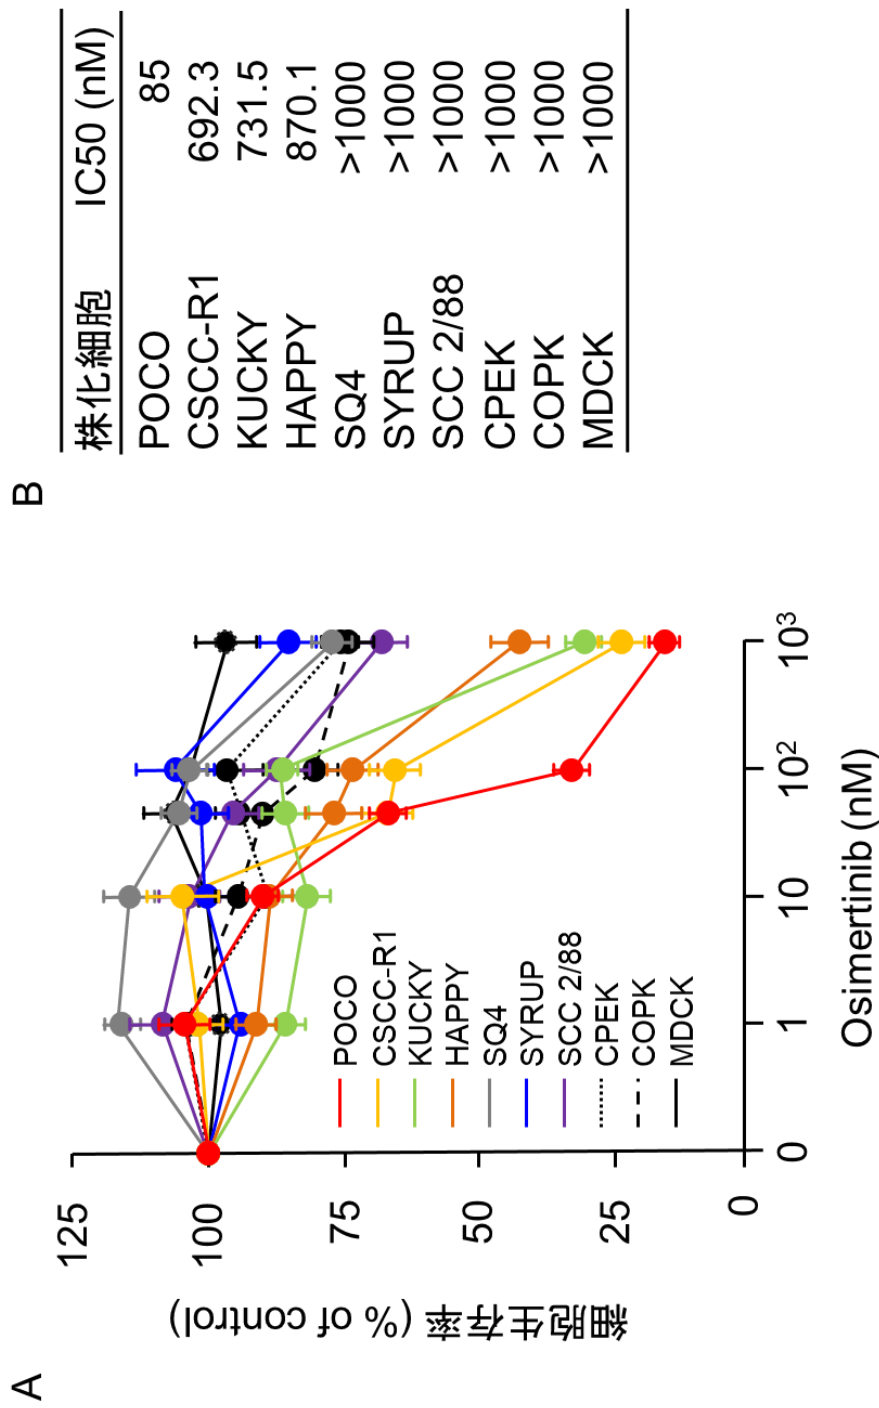 A
細胞生存率 (% of control)
125
100
75
50
25
0
0
1
10
10²
10³
Osimertinib (nM)
POCO
CSCC-R1
KUCKY
HAPPY
SQ4
SYRUP
SCC 2/88
CPEK
COPK
MDCK
B
株化細胞 IC50 (nM)
POCO 85
CSCC-R1 692.3
KUCKY 731.5
HAPPY 870.1
SQ4 >1000
SYRUP >1000
SCC 2/88 >1000
CPEK >1000
COPK >1000
MDCK >1000